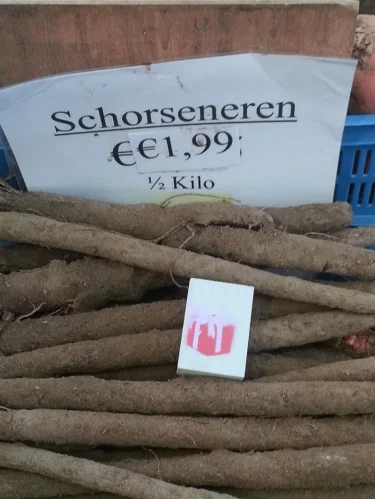 Schorseneren
€€1,99
½ Kilo